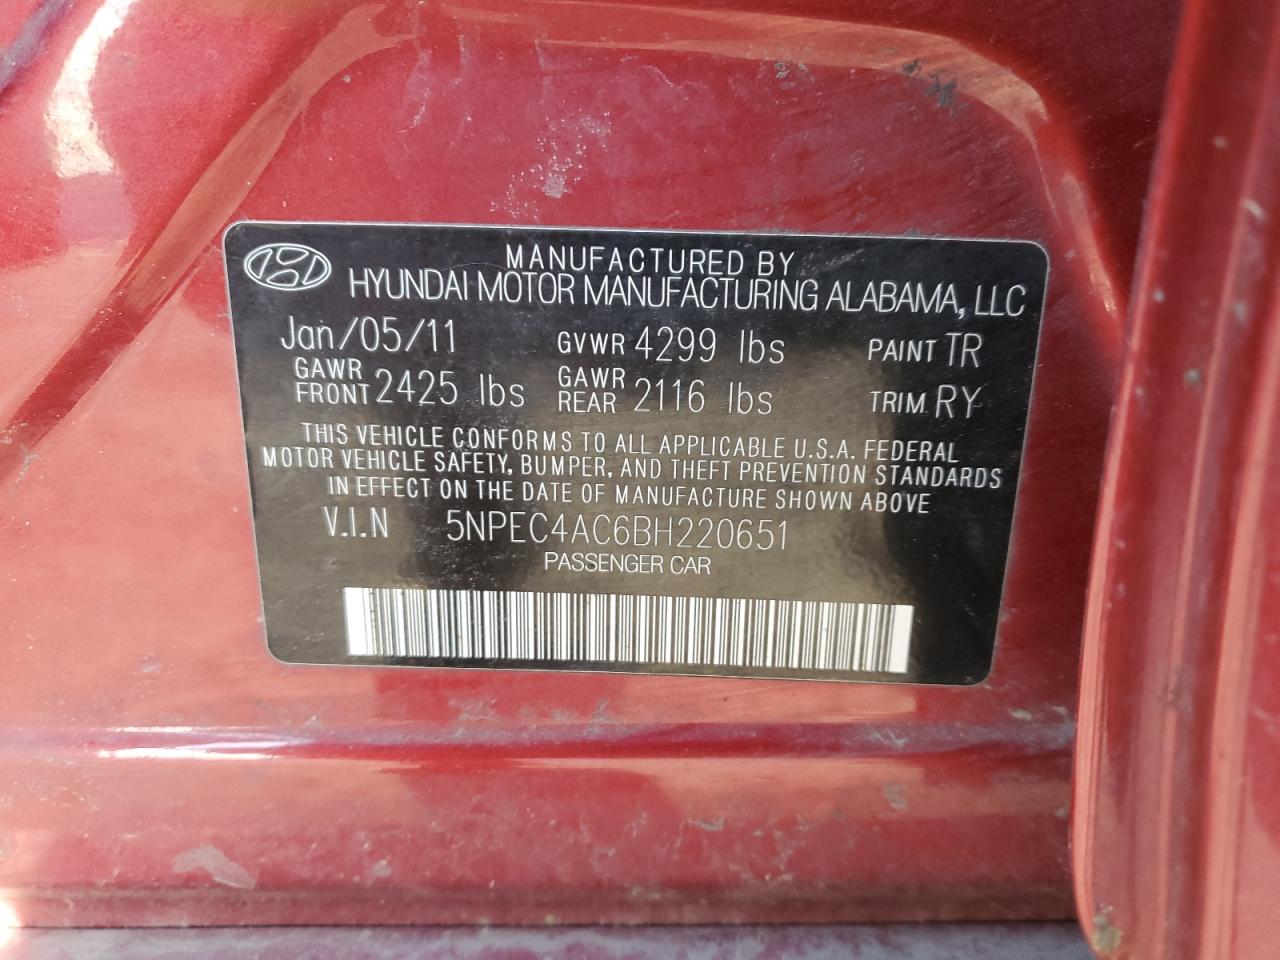 MANUFACTURED BY
HYUNDAI MOTOR MANUFACTURING ALABAMA, LLC
Jan/05/11 GVWR 4299 lbs PAINT TR
GAWR FRONT 2425 lbs GAWR REAR 2116 lbs TRIM RY
THIS VEHICLE CONFORMS TO ALL APPLICABLE U.S.A. FEDERAL
MOTOR VEHICLE SAFETY, BUMPER, AND THEFT PREVENTION STANDARDS
IN EFFECT ON THE DATE OF MANUFACTURE SHOWN ABOVE
V.I.N 5NPEC4AC6BH220651
PASSENGER CAR